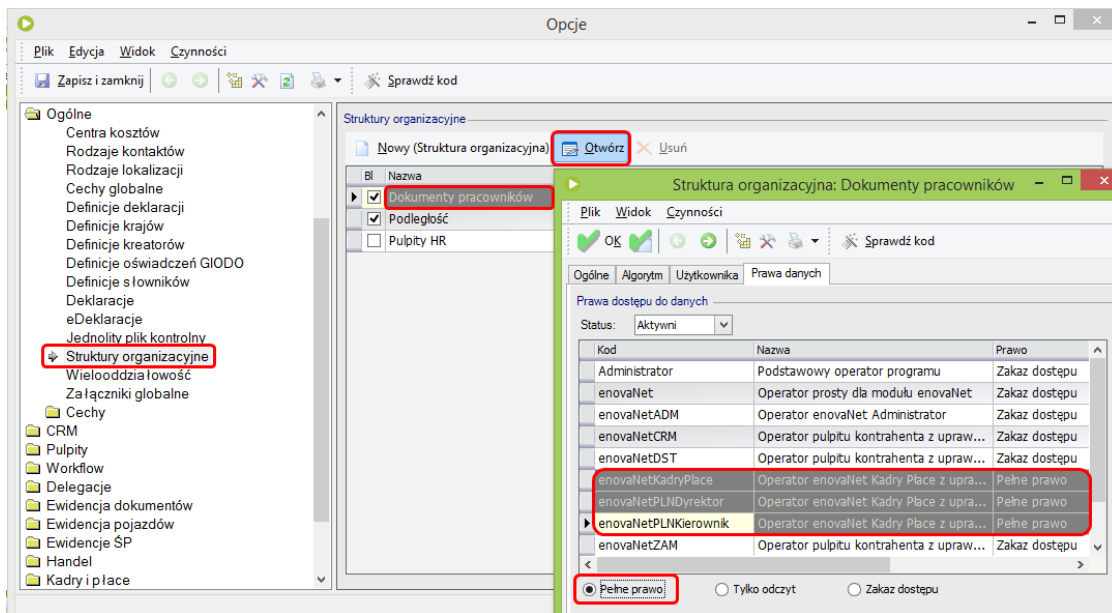 Opcje
Plik Edycja Widok Czynności
Zapisz i zamknij Sprawdź kod
Ogólne
Centra kosztów
Rodzaje kontaktów
Rodzaje lokalizacji
Cechy globalne
Definicje deklaracji
Definicje krajów
Definicje kreatorów
Definicje oświadczeń GIODO
Definicje słowników
Deklaracje
eDeklaracje
Jednolity plik kontrolny
Struktury organizacyjne
Wielooddziałowość
Załączniki globalne
Cechy
CRM
Pulpity
Workflow
Delegacje
Ewidencja dokumentów
Ewidencja pojazdów
Ewidencje ŚP
Handel
Kadry i płace
Struktury organizacyjne
Nowy (Struktura organizacyjna) Otwórz Usuń
Bl Nazwa
Dokumenty pracowników
Podległość
Pulpity HR
Struktura organizacyjna: Dokumenty pracowników
Plik Widok Czynności
OK Sprawdź kod
Ogólne Algorytm Użytkownika Prawa danych
Prawa dostępu do danych
Status: Aktywni
Kod Nazwa Prawo
Administrator Podstawowy operator programu Zakaz dostępu
enovaNet Operator prosty dla modułu enovaNet Zakaz dostępu
enovaNetADM Operator enovaNet Administrator Zakaz dostępu
enovaNetCRM Operator pulpitu kontrahenta z upraw... Zakaz dostępu
enovaNetDST Operator pulpitu kontrahenta z upraw... Zakaz dostępu
enovaNetKadryPlace Operator enovaNet Kadry Płace z upra... Pełne prawo
enovaNetPLNDyrektor Operator enovaNet Kadry Płace z upra... Pełne prawo
enovaNetPLNKierownik Operator enovaNet Kadry Płace z upra... Pełne prawo
enovaNetZAM Operator pulpitu kontrahenta z upraw... Zakaz dostępu
Pełne prawo Tylko odczyt Zakaz dostępu